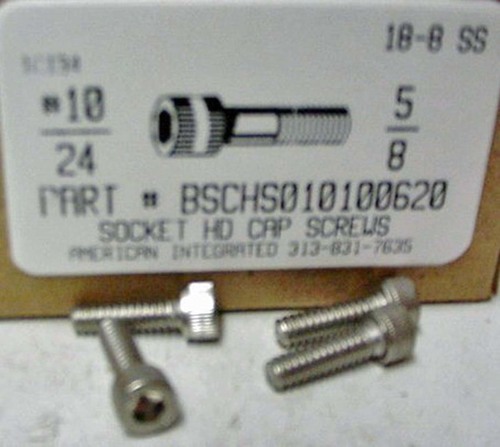 18-8 SS
#10
24
5
8
PART # BSCHS010100620
SOCKET HD CAP SCREWS
AMERICAN INTEGRATED 313-831-7635